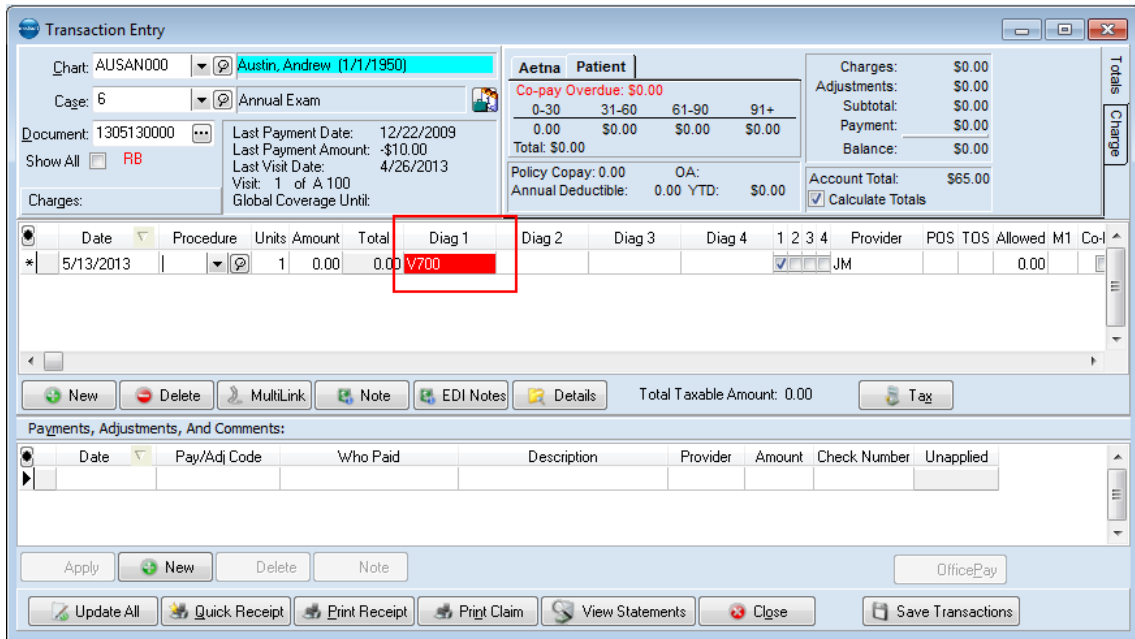 Transaction Entry
Chart: AUSAN000 Austin, Andrew (1/1/1950)
Case: 6 Annual Exam
Document: 1305130000
Show All RB
Charges:
Last Payment Date: 12/22/2009
Last Payment Amount: -$10.00
Last Visit Date: 4/26/2013
Visit: 1 of A 100
Global Coverage Until:
Aetna Patient
Co-pay Overdue: $0.00
0-30 31-60 61-90 91+
0.00 $0.00 $0.00 $0.00
Total: $0.00
Policy Copay: 0.00 OA:
Annual Deductible: 0.00 YTD: $0.00
Charges: $0.00
Adjustments: $0.00
Subtotal: $0.00
Payment: $0.00
Balance: $0.00
Account Total: $65.00
Calculate Totals
Totals
Charge
Date Procedure Units Amount Total Diag 1 Diag 2 Diag 3 Diag 4 1 2 3 4 Provider POS TOS Allowed M1
* 5/13/2013 1 0.00 0.00 V700 JM 0.00
New Delete MultiLink Note EDI Notes Details Total Taxable Amount: 0.00 Tax
Payments, Adjustments, And Comments:
Date Pay/Adj Code Who Paid Description Provider Amount Check Number Unapplied
Apply New Delete Note OfficePay
Update All Quick Receipt Print Receipt Print Claim View Statements Close Save Transactions